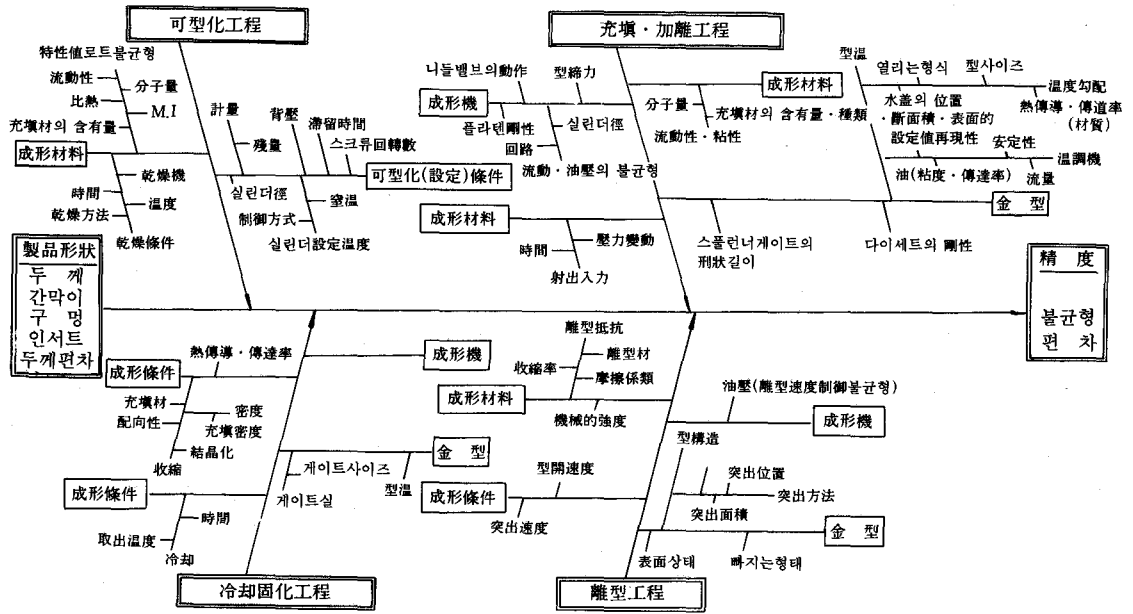 可型化工程
特性値로트불균형
流動性
分子量
比熱
M.I
充塡材의 含有量
成形材料
乾燥機
時間
温度
乾燥方法
乾燥條件
計量
殘量
실린더徑
背壓
滯留時間
스크류回轉數
可型化(設定)條件
窒温
制御方式
실린더設定温度
充塡・加離工程
니들밸브의動作
型締力
成形機
플라텐剛性
실린더徑
回路
流動・油壓의 불균형
成形材料
分子量
充塡材의 含有量・種類
流動性・粘性
成形材料
壓力變動
時間
射出入力
型温
열리는형식
型사이즈
温度勾配
水盖의 位置
・斷面積・表面的
設定値再現性
熱傳導・傳道率
(材質)
安定性
温調機
油(粘度・傳達率)
流量
金 型
스풀런너게이트의
刑狀길이
다이세트의 剛性
製品形狀
두 께
간막이
구 멍
인서트
두께편차
精 度
불균형
편 차
熱傳導・傳達率
成形條件
充塡材
配向性
密度
充塡密度
結晶化
收縮
成形條件
時間
取出温度
冷却
冷却固化工程
成形機
金 型
게이트사이즈
型温
게이트실
離型抵抗
離型材
收縮率
摩擦係類
成形材料
機械的強度
型開速度
成形條件
突出速度
油壓(離型速度制御불균형)
成形機
型構造
突出位置
突出方法
突出面積
金 型
表面상태
빠지는형태
離型工程